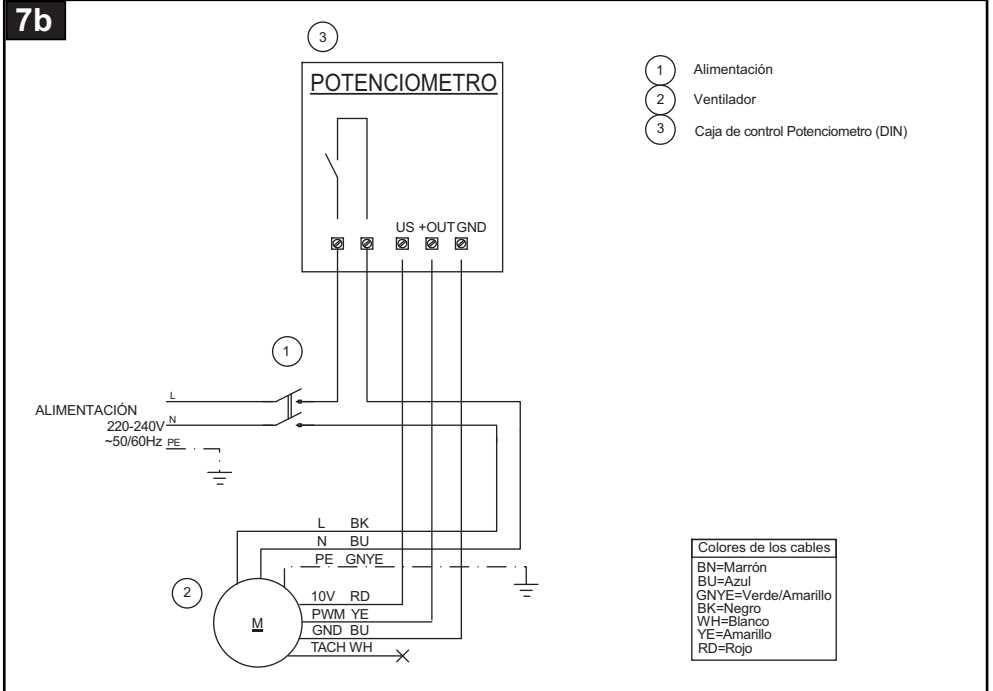 7b
3
POTENCIOMETRO
US +OUT GND
1 Alimentación
2 Ventilador
3 Caja de control Potenciometro (DIN)
1
L
ALIMENTACIÓN
220-240V N
~50/60Hz PE
L BK
N BU
PE GNYE
2
M
10V RD
PWM YE
GND BU
TACH WH
Colores de los cables
BN=Marrón
BU=Azul
GNYE=Verde/Amarillo
BK=Negro
WH=Blanco
YE=Amarillo
RD=Rojo